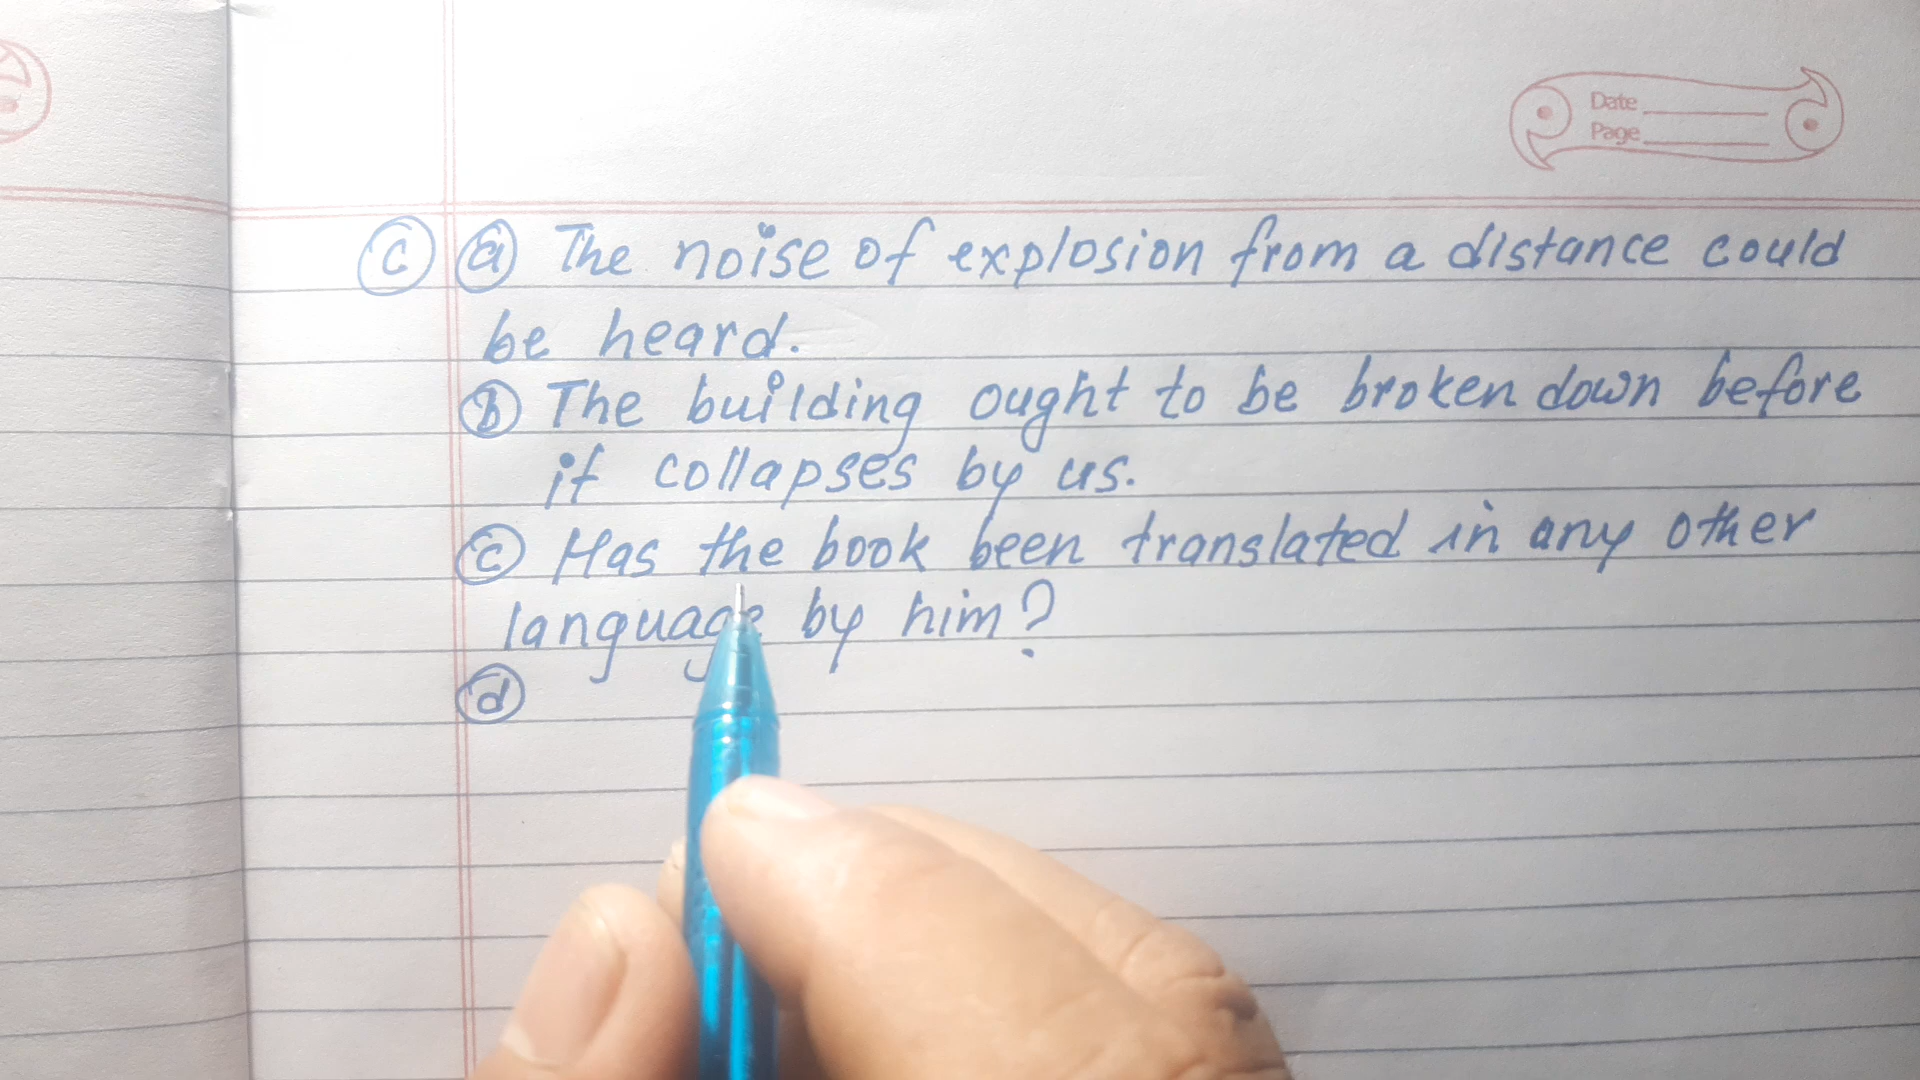 Date
Page
c a The noise of explosion from a distance could
be heard.
b The building ought to be broken down before
it collapses by us.
c Has the book been translated in any other
language by him?
d